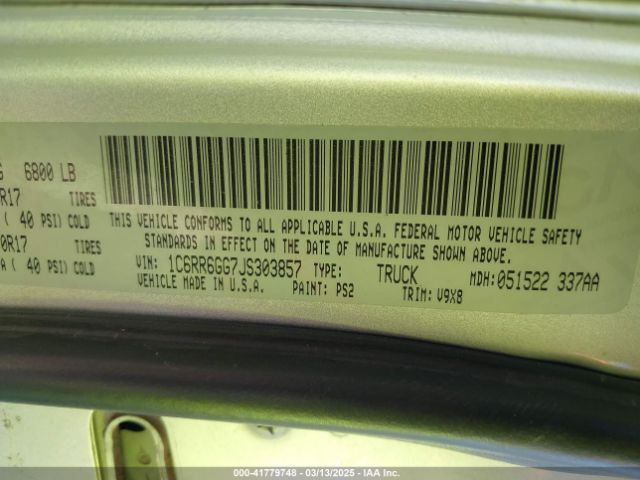 G 6800 LB
R17 TIRES
( 40 PSI) COLD
0R17 TIRES
A ( 40 PSI) COLD
THIS VEHICLE CONFORMS TO ALL APPLICABLE U.S.A. FEDERAL MOTOR VEHICLE SAFETY
STANDARDS IN EFFECT ON THE DATE OF MANUFACTURE SHOWN ABOVE.
VIN: 1C6RR6GG7JS303857 TYPE: TRUCK MDH:051522 337AA
VEHICLE MADE IN U.S.A. PAINT: PS2 TRIM: V9X8
000-41779748 - 03/13/2025 - IAA Inc.